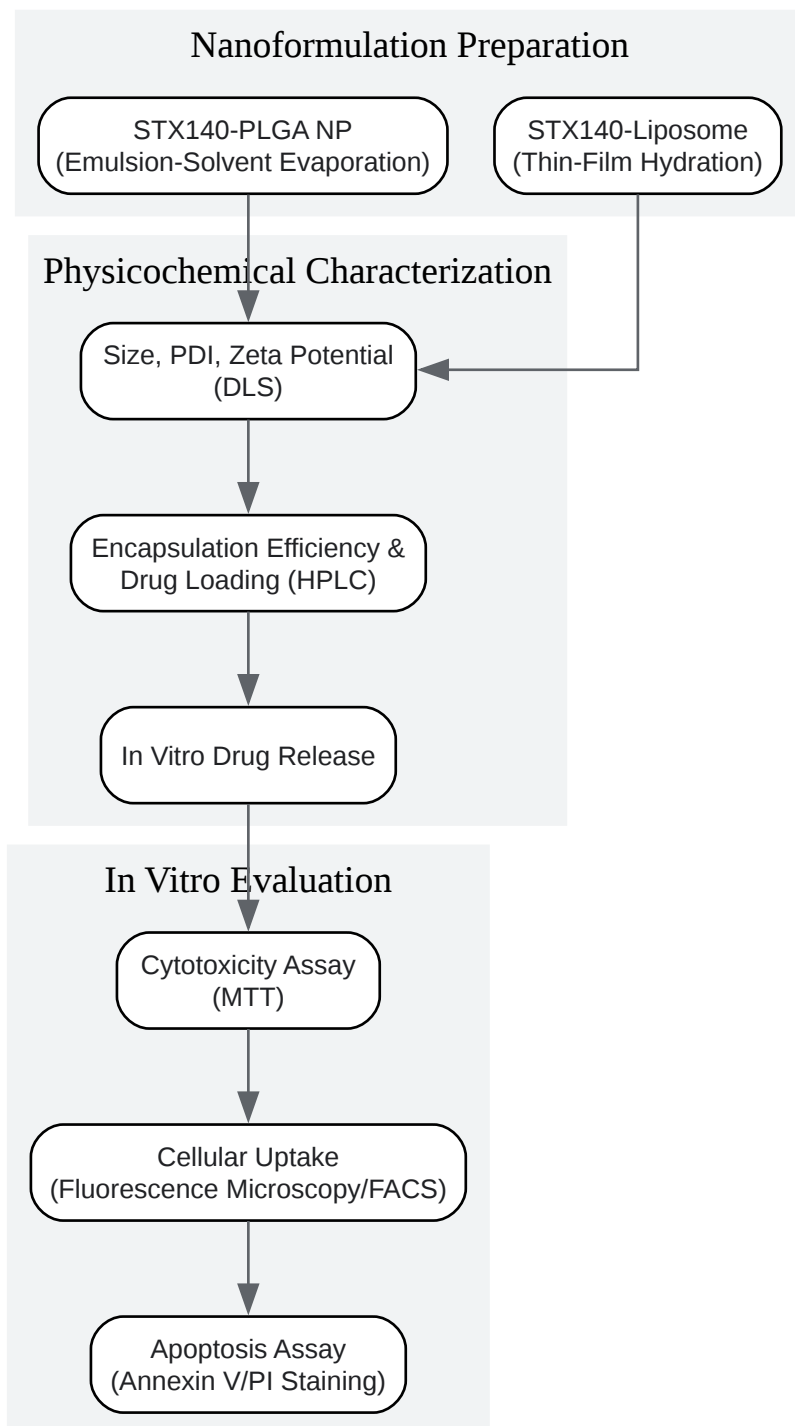 Nanoformulation Preparation
STX140-PLGA NP
(Emulsion-Solvent Evaporation)
STX140-Liposome
(Thin-Film Hydration)
Physicochemical Characterization
Size, PDI, Zeta Potential
(DLS)
Encapsulation Efficiency &
Drug Loading (HPLC)
In Vitro Drug Release
In Vitro Evaluation
Cytotoxicity Assay
(MTT)
Cellular Uptake
(Fluorescence Microscopy/FACS)
Apoptosis Assay
(Annexin V/PI Staining)